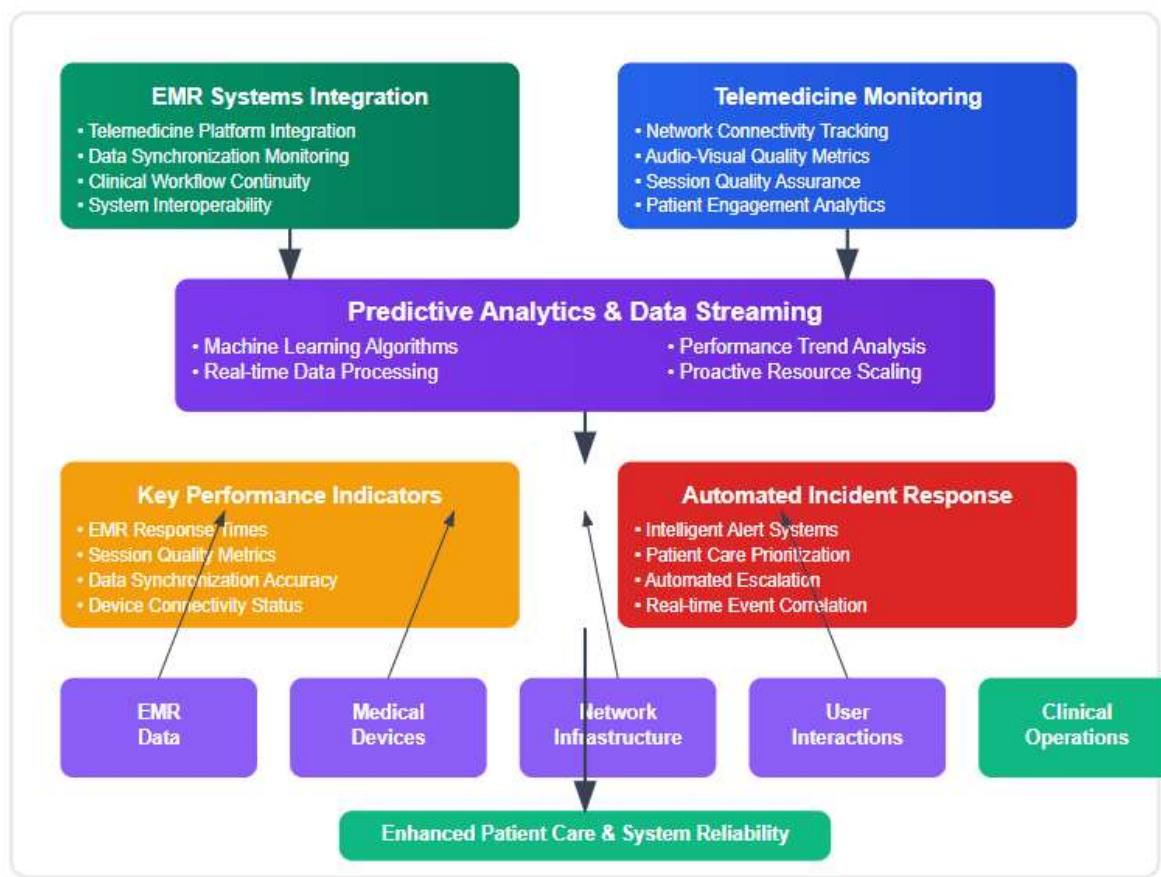 EMR Systems Integration
• Telemedicine Platform Integration
• Data Synchronization Monitoring
• Clinical Workflow Continuity
• System Interoperability
Telemedicine Monitoring
• Network Connectivity Tracking
• Audio-Visual Quality Metrics
• Session Quality Assurance
• Patient Engagement Analytics
Predictive Analytics & Data Streaming
• Machine Learning Algorithms
• Real-time Data Processing
• Performance Trend Analysis
• Proactive Resource Scaling
Key Performance Indicators
• EMR Response Times
• Session Quality Metrics
• Data Synchronization Accuracy
• Device Connectivity Status
Automated Incident Response
• Intelligent Alert Systems
• Patient Care Prioritization
• Automated Escalation
• Real-time Event Correlation
EMR
Data
Medical
Devices
Network
Infrastructure
User
Interactions
Clinical
Operations
Enhanced Patient Care & System Reliability